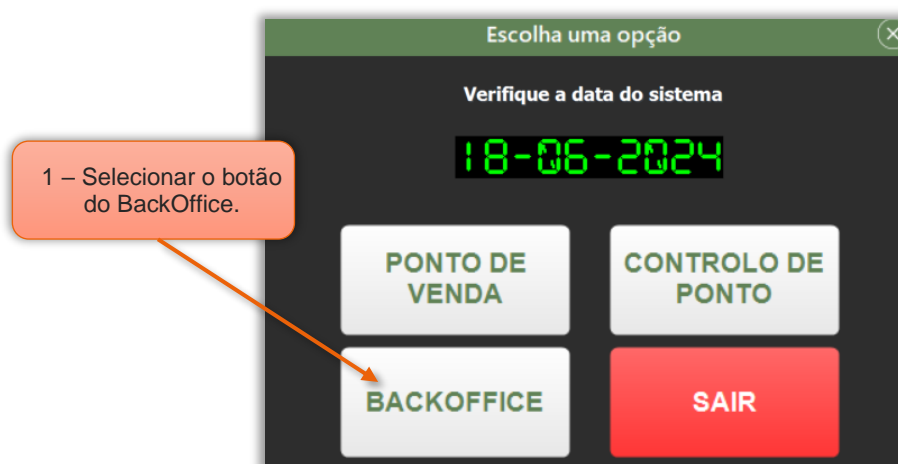 Escolha uma opção
Verifique a data do sistema
18-06-2024
1 – Selecionar o botão
do BackOffice.
PONTO DE
VENDA
CONTROLO DE
PONTO
BACKOFFICE
SAIR